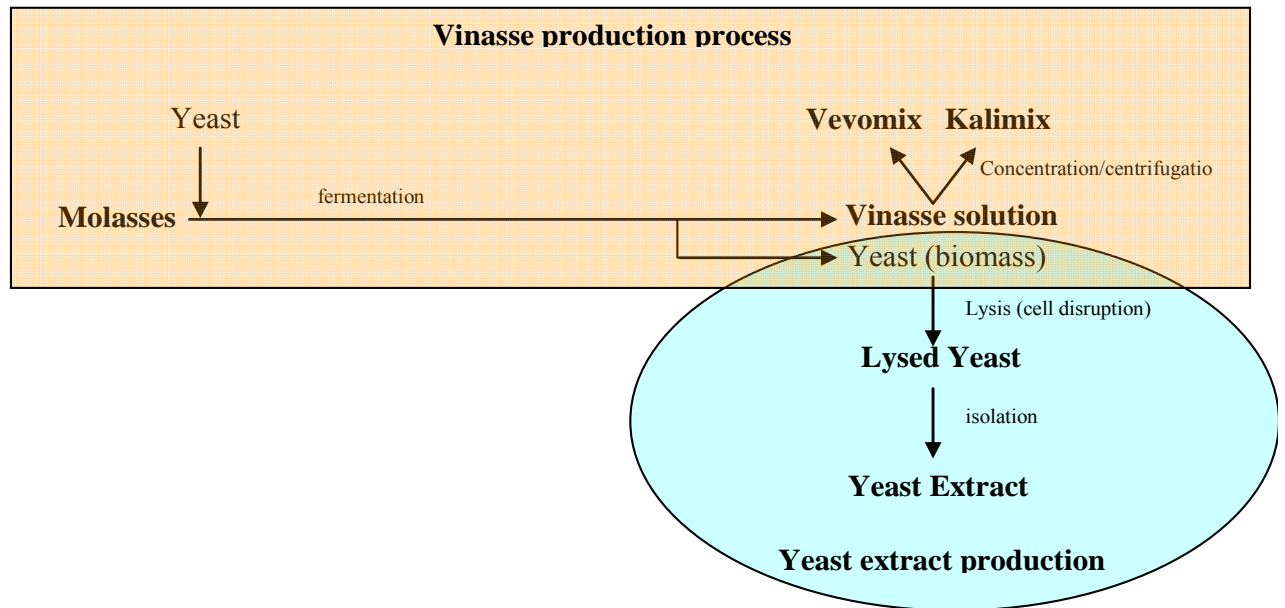 Vinasse production process
Yeast
Vevomix Kalimix
Concentration/centrifugatio
fermentation
Molasses
Vinasse solution
Yeast (biomass)
Lysis (cell disruption)
Lysed Yeast
isolation
Yeast Extract
Yeast extract production